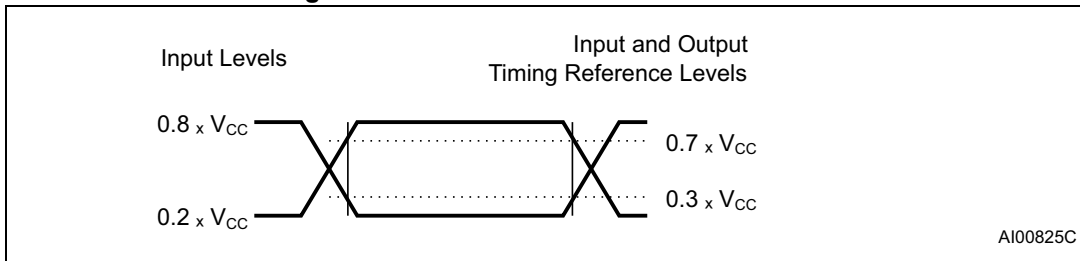 Input Levels
Input and Output
Timing Reference Levels
0.8 x VCC
0.7 x VCC
0.3 x VCC
0.2 x VCC
AI00825C